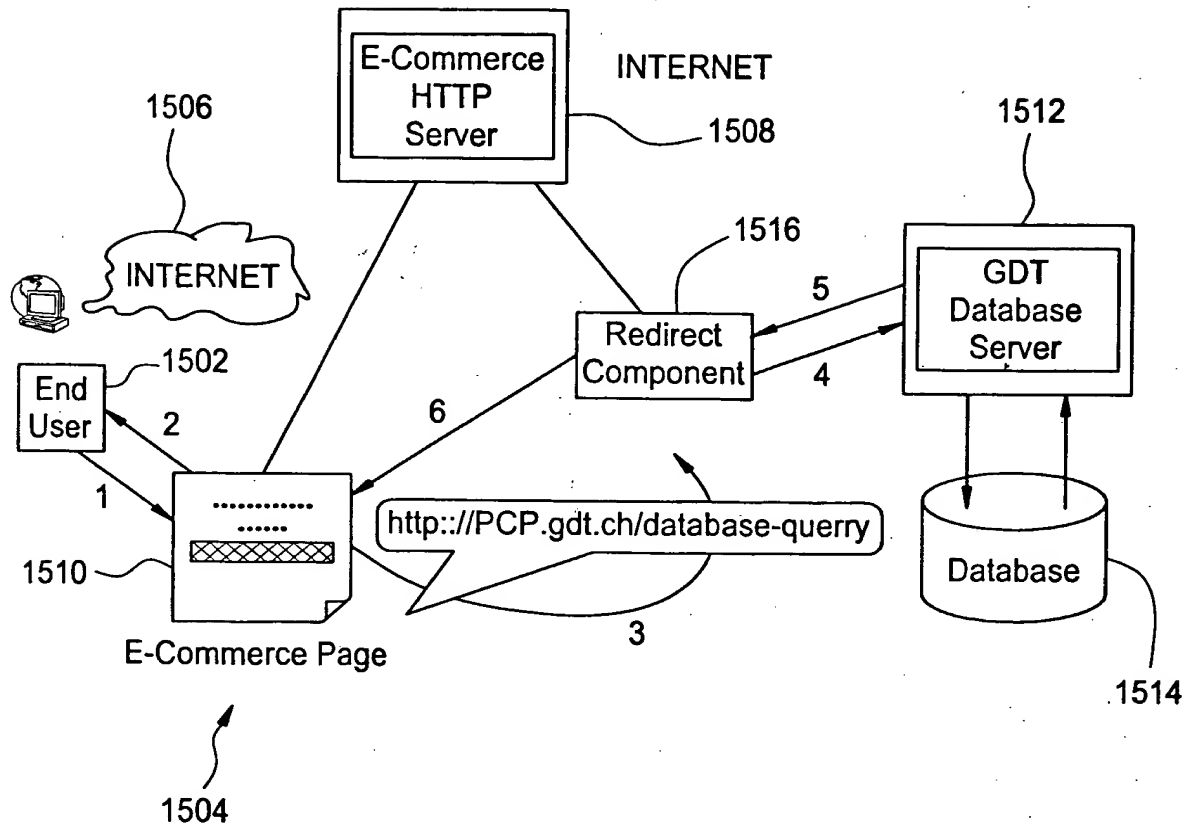 E-Commerce
HTTP
Server
INTERNET
1506
1508
1512
INTERNET
1516
GDT
Database
Server
5
Redirect
Component
4
1502
End
User
2
6
1
http:://PCP.gdt.ch/database-querry
1510
Database
3
E-Commerce Page
1514
1504